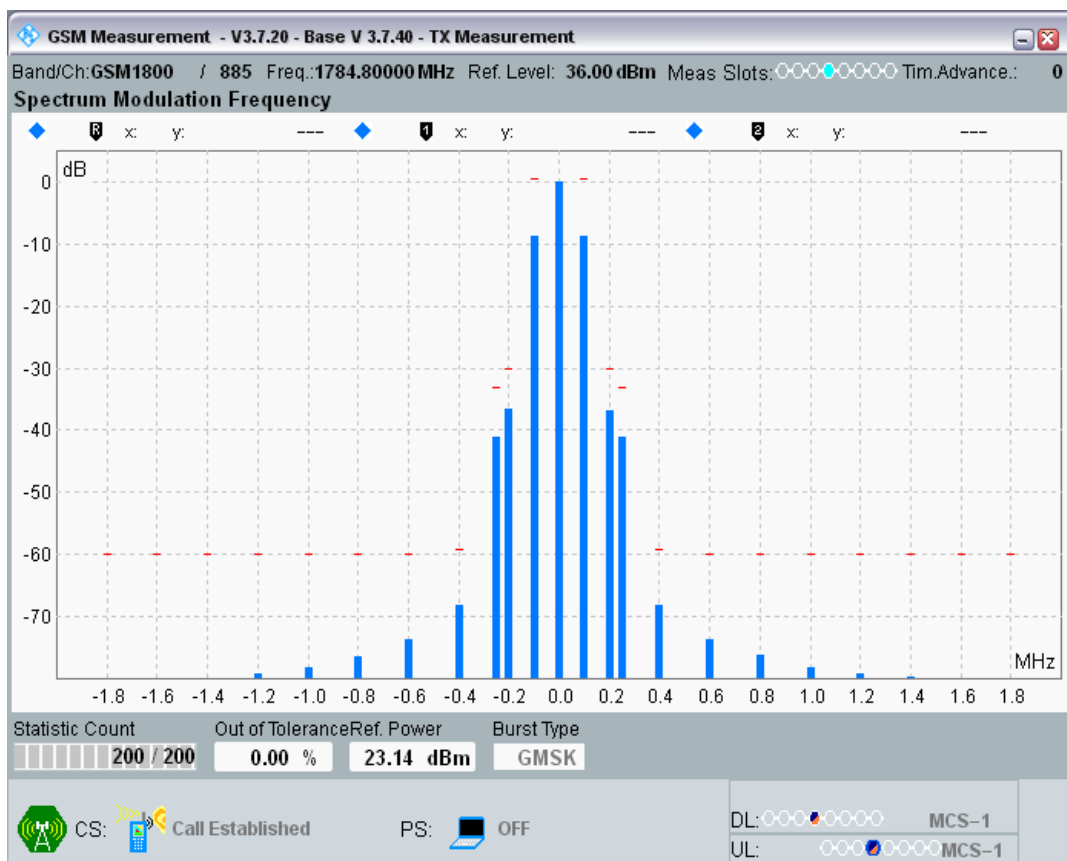 GSM Measurement - V3.7.20 - Base V 3.7.40 - TX Measurement
Band/Ch:GSM1800 / 885 Freq.:1784.80000 MHz Ref. Level: 36.00 dBm Meas Slots: Tim.Advance.: 0
Spectrum Modulation Frequency
R x: y: --- 1 x: y: --- 2 x: y: ---
dB
0
-10
-20
-30
-40
-50
-60
-70
MHz
-1.8 -1.6 -1.4 -1.2 -1.0 -0.8 -0.6 -0.4 -0.2 0.0 0.2 0.4 0.6 0.8 1.0 1.2 1.4 1.6 1.8
Statistic Count Out of Tolerance Ref. Power Burst Type
200 / 200 0.00 % 23.14 dBm GMSK
CS: Call Established PS: OFF DL: MCS-1
UL: MCS-1